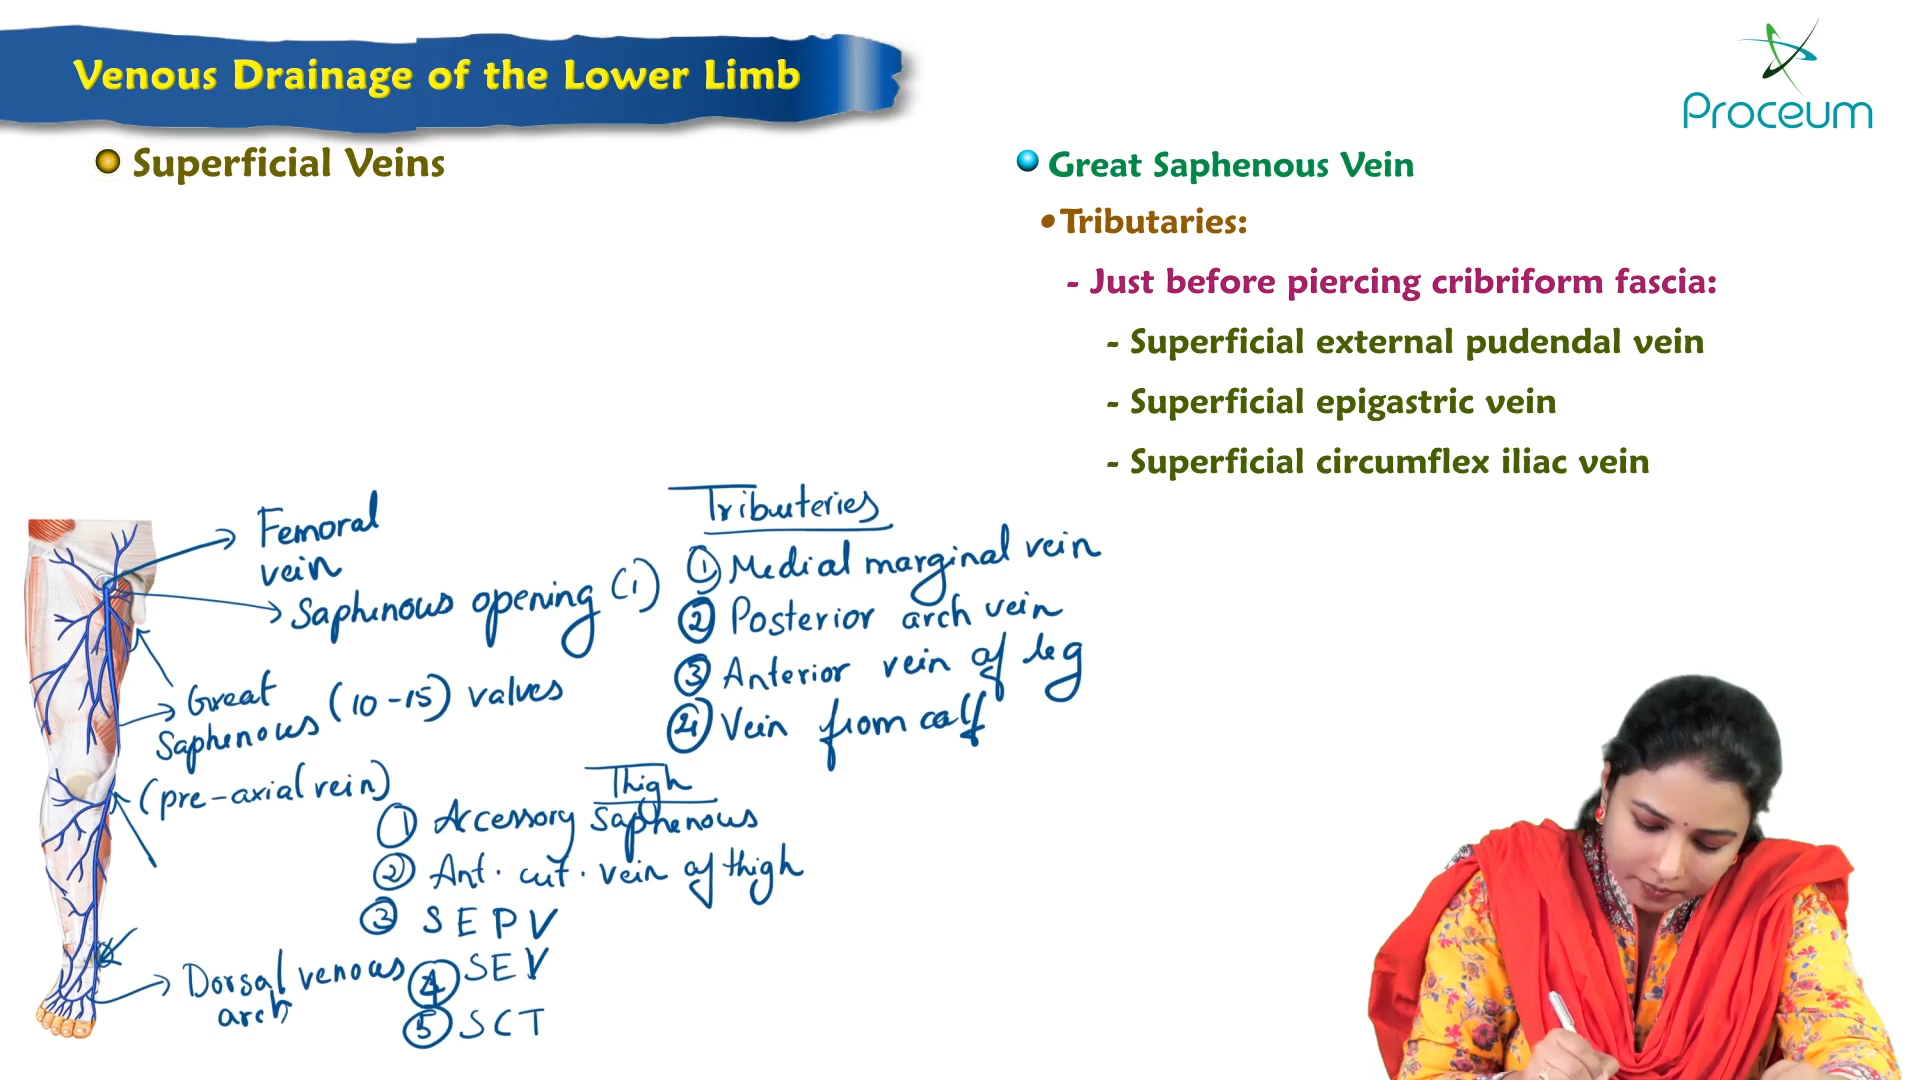 Venous Drainage of the Lower Limb
Proceum
Superficial Veins
Great Saphenous Vein
•Tributaries:
- Just before piercing cribriform fascia:
- Superficial external pudendal vein
- Superficial epigastric vein
- Superficial circumflex iliac vein
Femoral
vein
Saphenous opening (1)
Great
Saphenous (10-15) valves
(pre-axial vein)
Dorsal venous
arch
Tributeries
① Medial marginal vein
② Posterior arch vein
③ Anterior vein of leg
④ Vein from calf
Thigh
① Accessory Saphenous
② Ant. cut. vein of thigh
③ SEPV
④ SEV
⑤ SCT